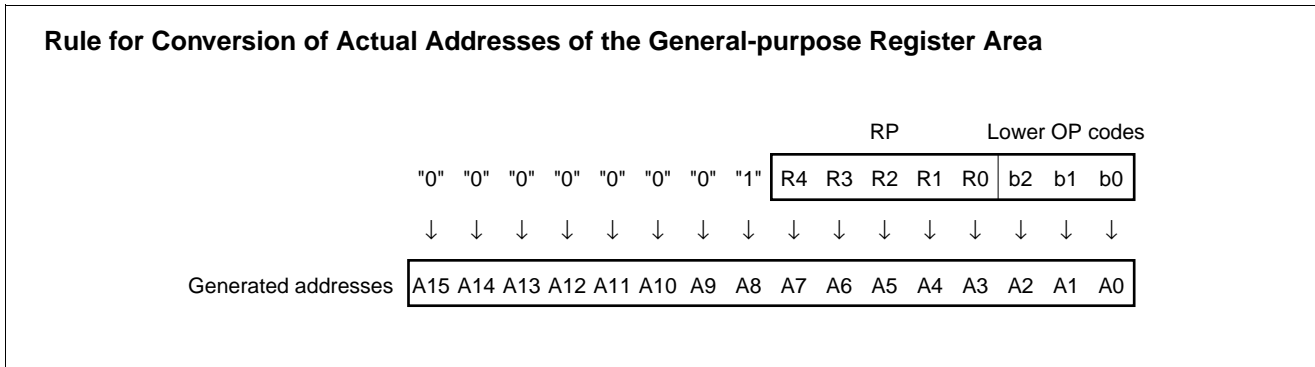 Rule for Conversion of Actual Addresses of the General-purpose Register Area
RP Lower OP codes
"0" "0" "0" "0" "0" "0" "0" "1" R4 R3 R2 R1 R0 b2 b1 b0
↓ ↓ ↓ ↓ ↓ ↓ ↓ ↓ ↓ ↓ ↓ ↓ ↓ ↓ ↓ ↓
Generated addresses A15 A14 A13 A12 A11 A10 A9 A8 A7 A6 A5 A4 A3 A2 A1 A0